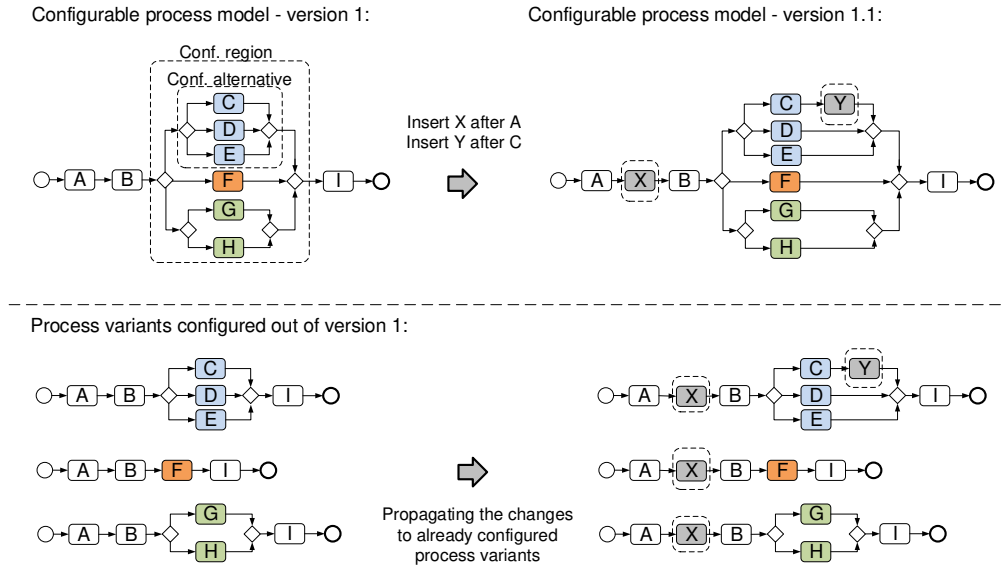 Configurable process model - version 1:
Configurable process model - version 1.1:
Conf. region
Conf. alternative
C
D
E
A
B
F
I
G
H
Insert X after A
Insert Y after C
C
Y
D
E
A
X
B
F
I
G
H
Process variants configured out of version 1:
C
A
B
D
I
E
A
B
F
I
G
A
B
I
H
Propagating the changes
to already configured
process variants
C
Y
A
X
B
D
I
E
A
X
B
F
I
G
A
X
B
I
H